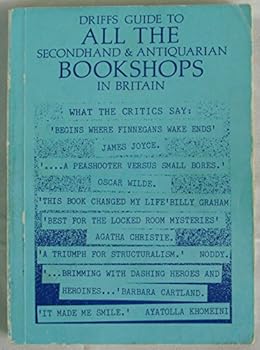 DRIFFS GUIDE TO
ALL THE
SECONDHAND & ANTIQUARIAN
BOOKSHOPS
IN BRITAIN
WHAT THE CRITICS SAY:
'BEGINS WHERE FINNEGANS WAKE ENDS'
JAMES JOYCE.
'....A PEASHOOTER VERSUS SMALL BORES.'
OSCAR WILDE.
'THIS BOOK CHANGED MY LIFE'BILLY GRAHAM
'BEST FOR THE LOCKED ROOM MYSTERIES'
AGATHA CHRISTIE.
'A TRIUMPH FOR STRUCTURALISM.' NODDY.
'...BRIMMING WITH DASHING HEROES AND
HEROINES...'BARBARA CARTLAND.
'IT MADE ME SMILE.' AYATOLLA KHOMEINI